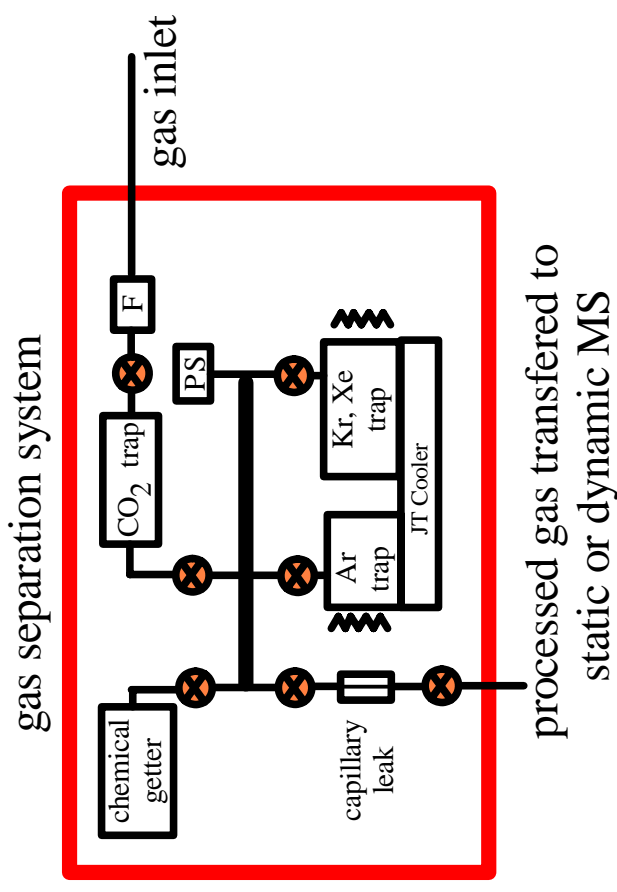 gas separation system
gas inlet
F
CO2 trap
PS
chemical
getter
Ar
trap
Kr, Xe
trap
JT Cooler
capillary
leak
processed gas transfered to
static or dynamic MS